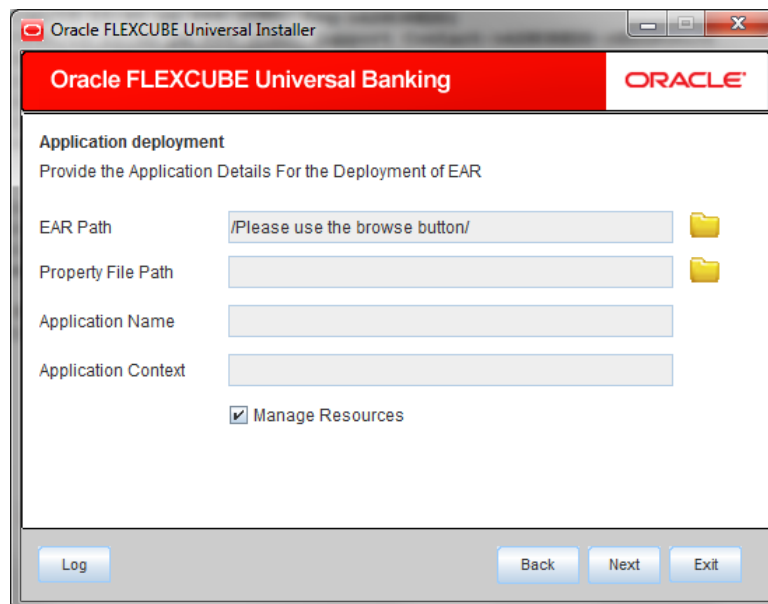 Oracle FLEXCUBE Universal Installer
Oracle FLEXCUBE Universal Banking
ORACLE
Application deployment
Provide the Application Details For the Deployment of EAR
EAR Path
/Please use the browse button/
Property File Path
Application Name
Application Context
Manage Resources
Log
Back
Next
Exit